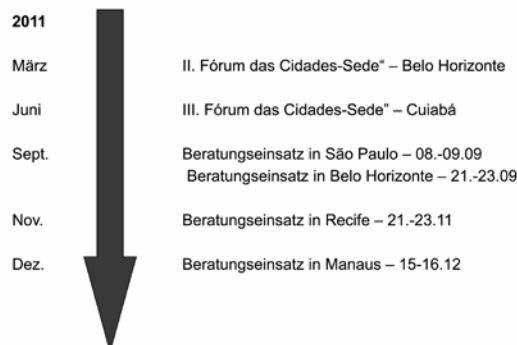 2011
März II. Fórum das Cidades-Sede“ – Belo Horizonte
Juni III. Fórum das Cidades-Sede” – Cuiabá
Sept. Beratungseinsatz in São Paulo – 08.-09.09
Beratungseinsatz in Belo Horizonte – 21.-23.09
Nov. Beratungseinsatz in Recife – 21.-23.11
Dez. Beratungseinsatz in Manaus – 15-16.12